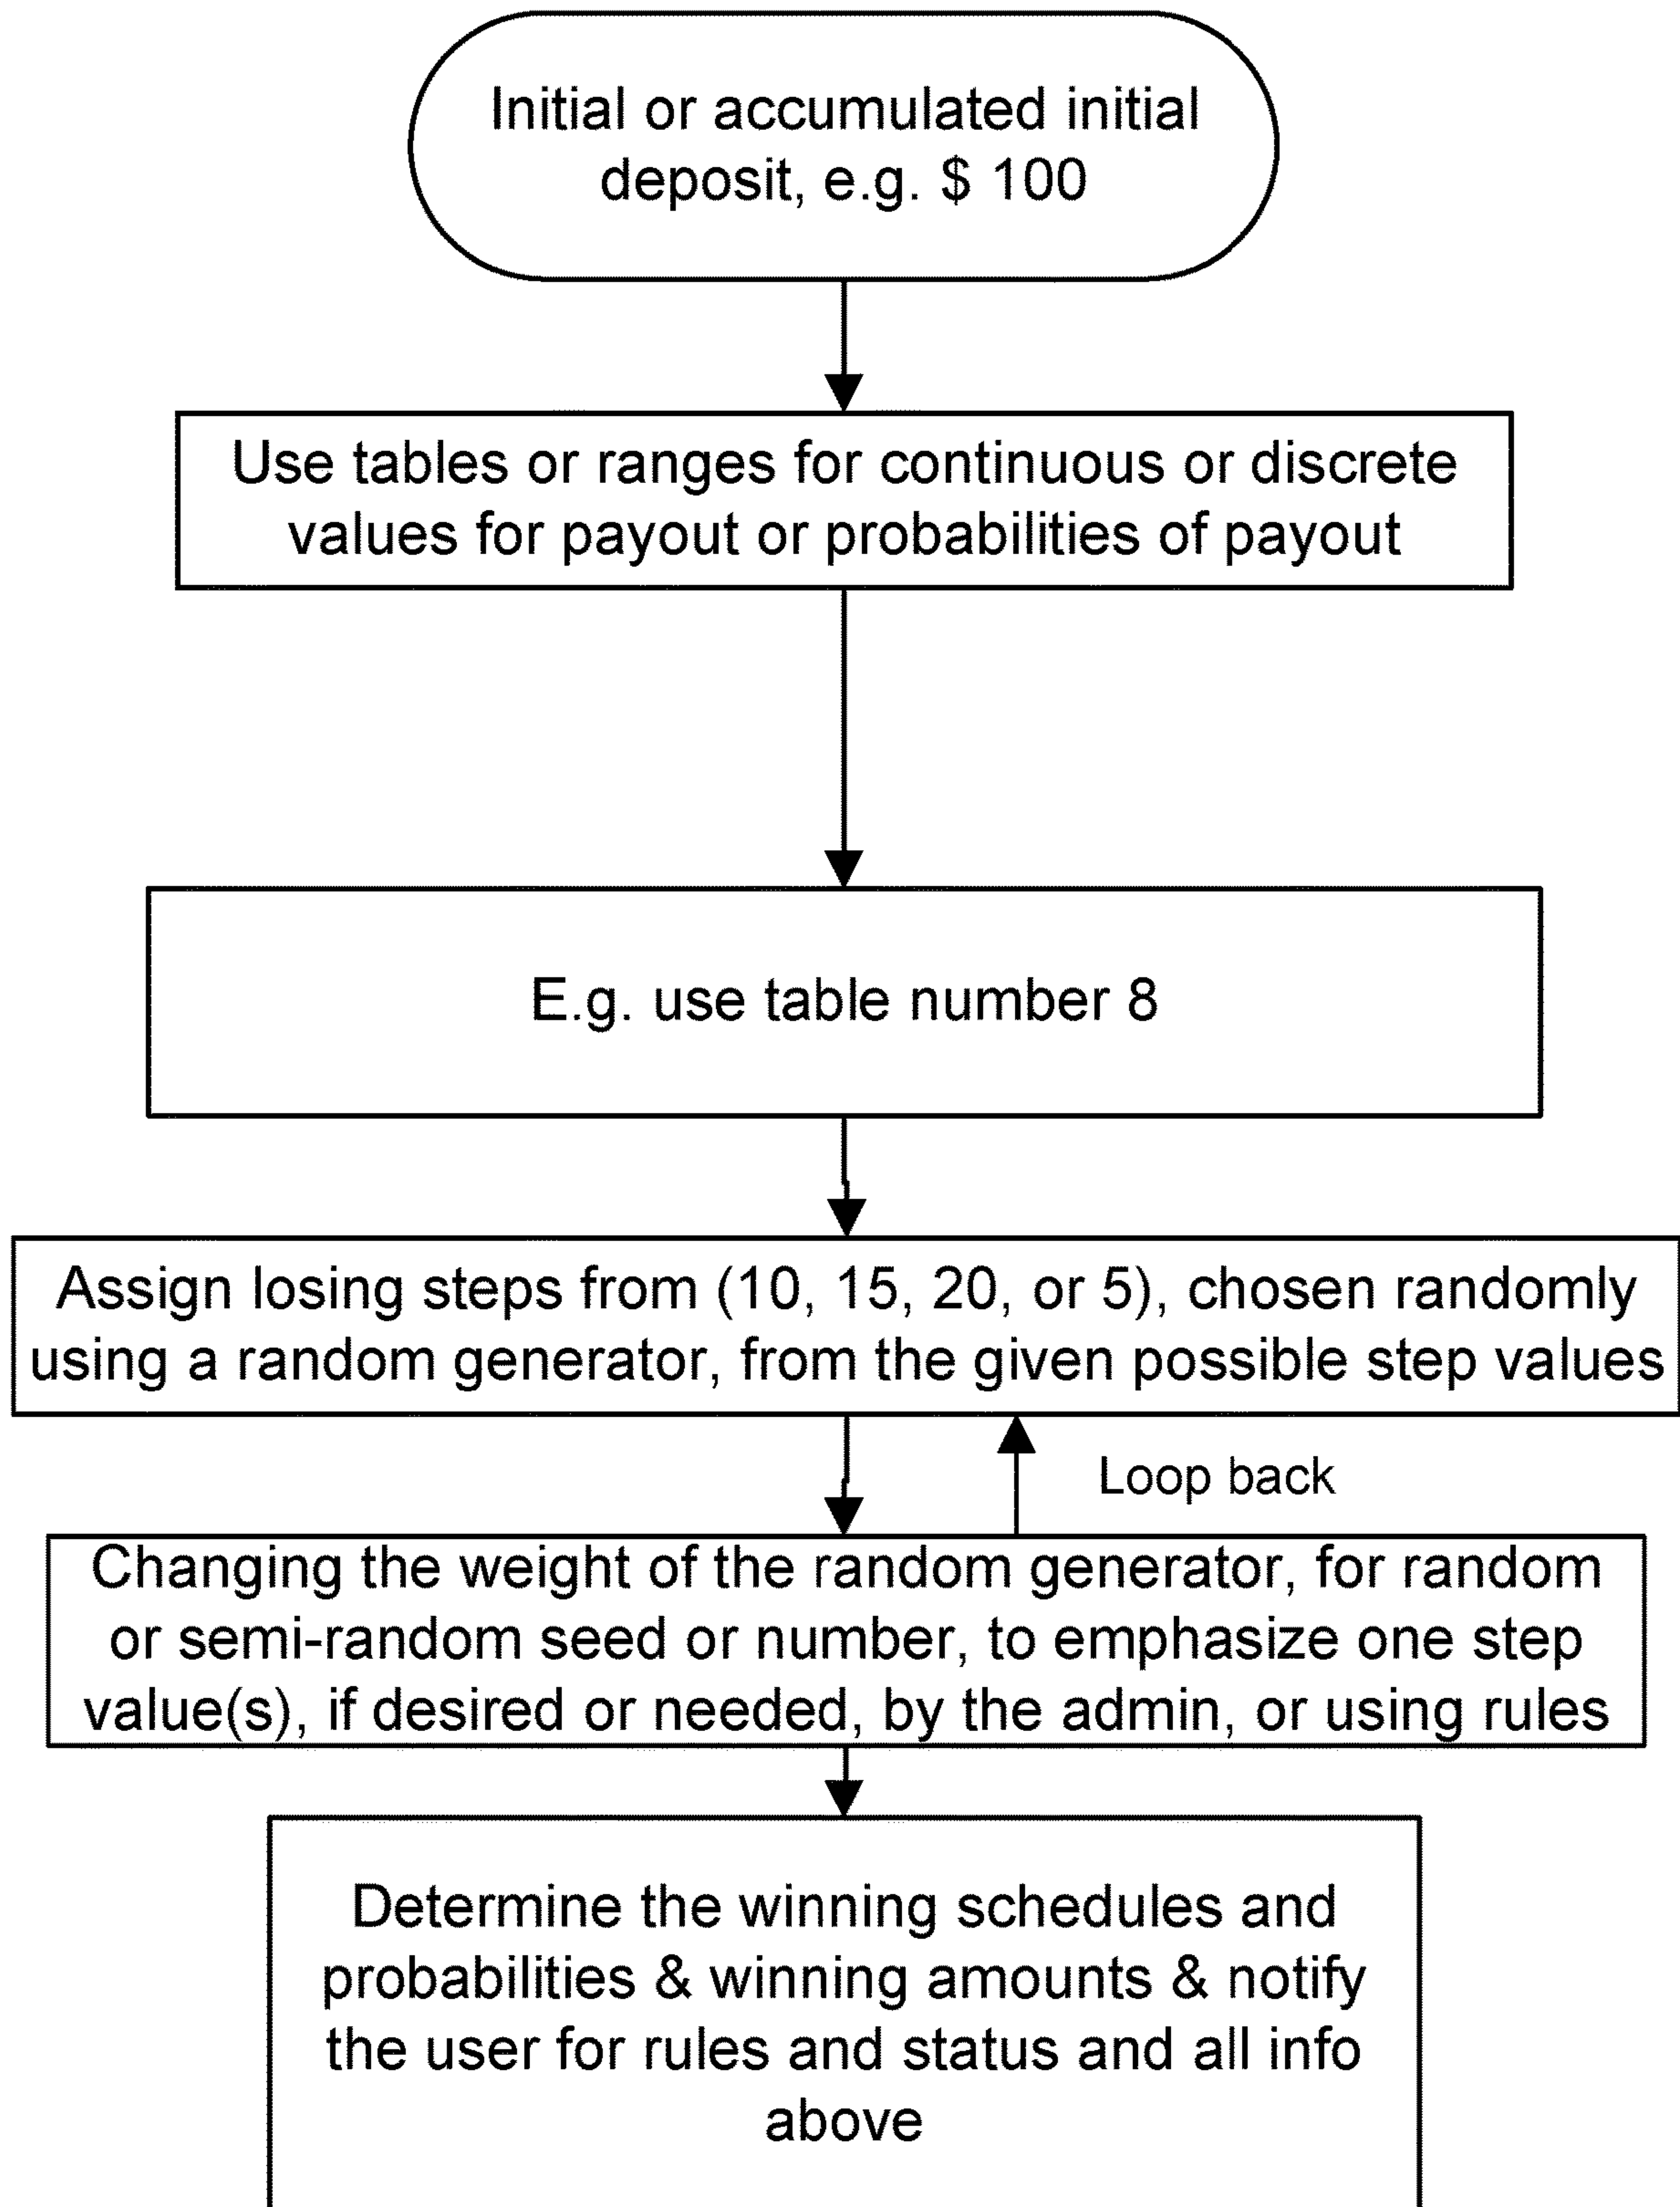 Initial or accumulated initial
deposit, e.g. $ 100
Use tables or ranges for continuous or discrete
values for payout or probabilities of payout
E.g. use table number 8
Assign losing steps from (10, 15, 20, or 5), chosen randomly
using a random generator, from the given possible step values
Loop back
Changing the weight of the random generator, for random
or semi-random seed or number, to emphasize one step
value(s), if desired or needed, by the admin, or using rules
Determine the winning schedules and
probabilities & winning amounts & notify
the user for rules and status and all info
above